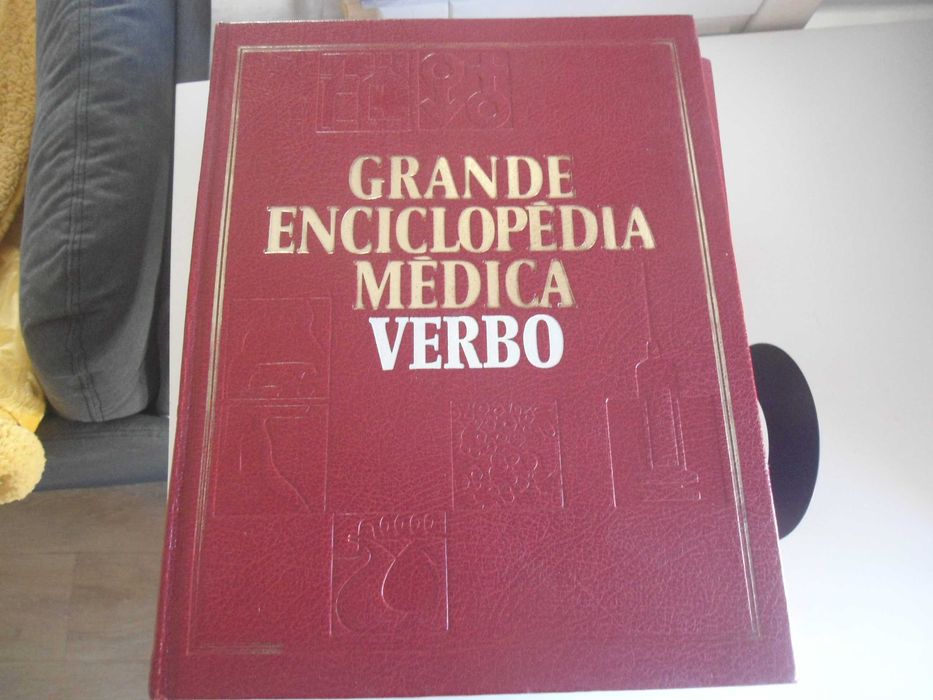 GRANDE
ENCICLOPÉDIA
MÉDICA
VERBO